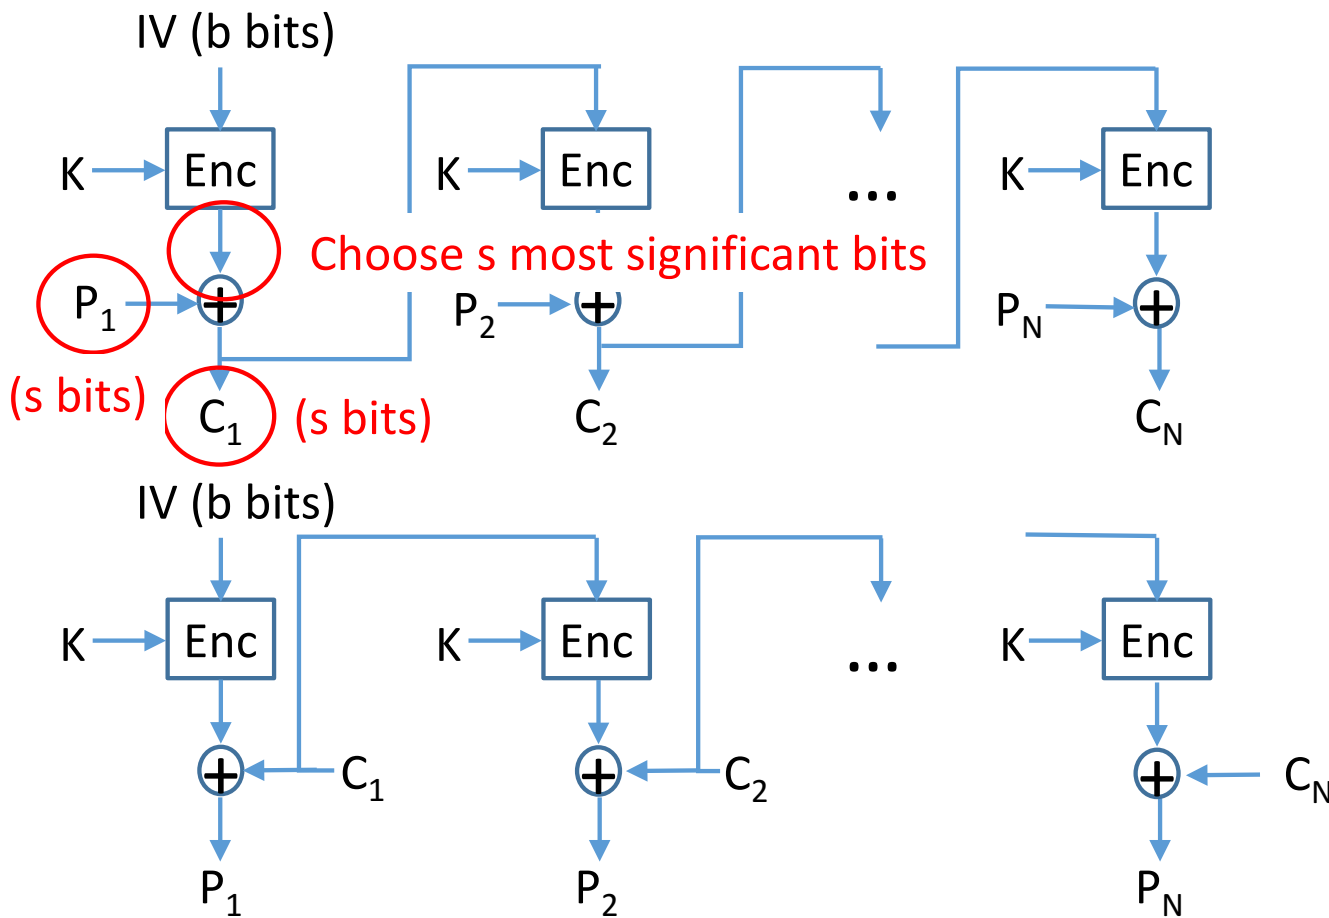 IV (b bits)
K Enc K Enc ... K Enc
Choose s most significant bits
P1 + P2 + PN +
(s bits) C1 (s bits) C2 CN
IV (b bits)
K Enc K Enc ... K Enc
+ C1 + C2 + CN
P1 P2 PN